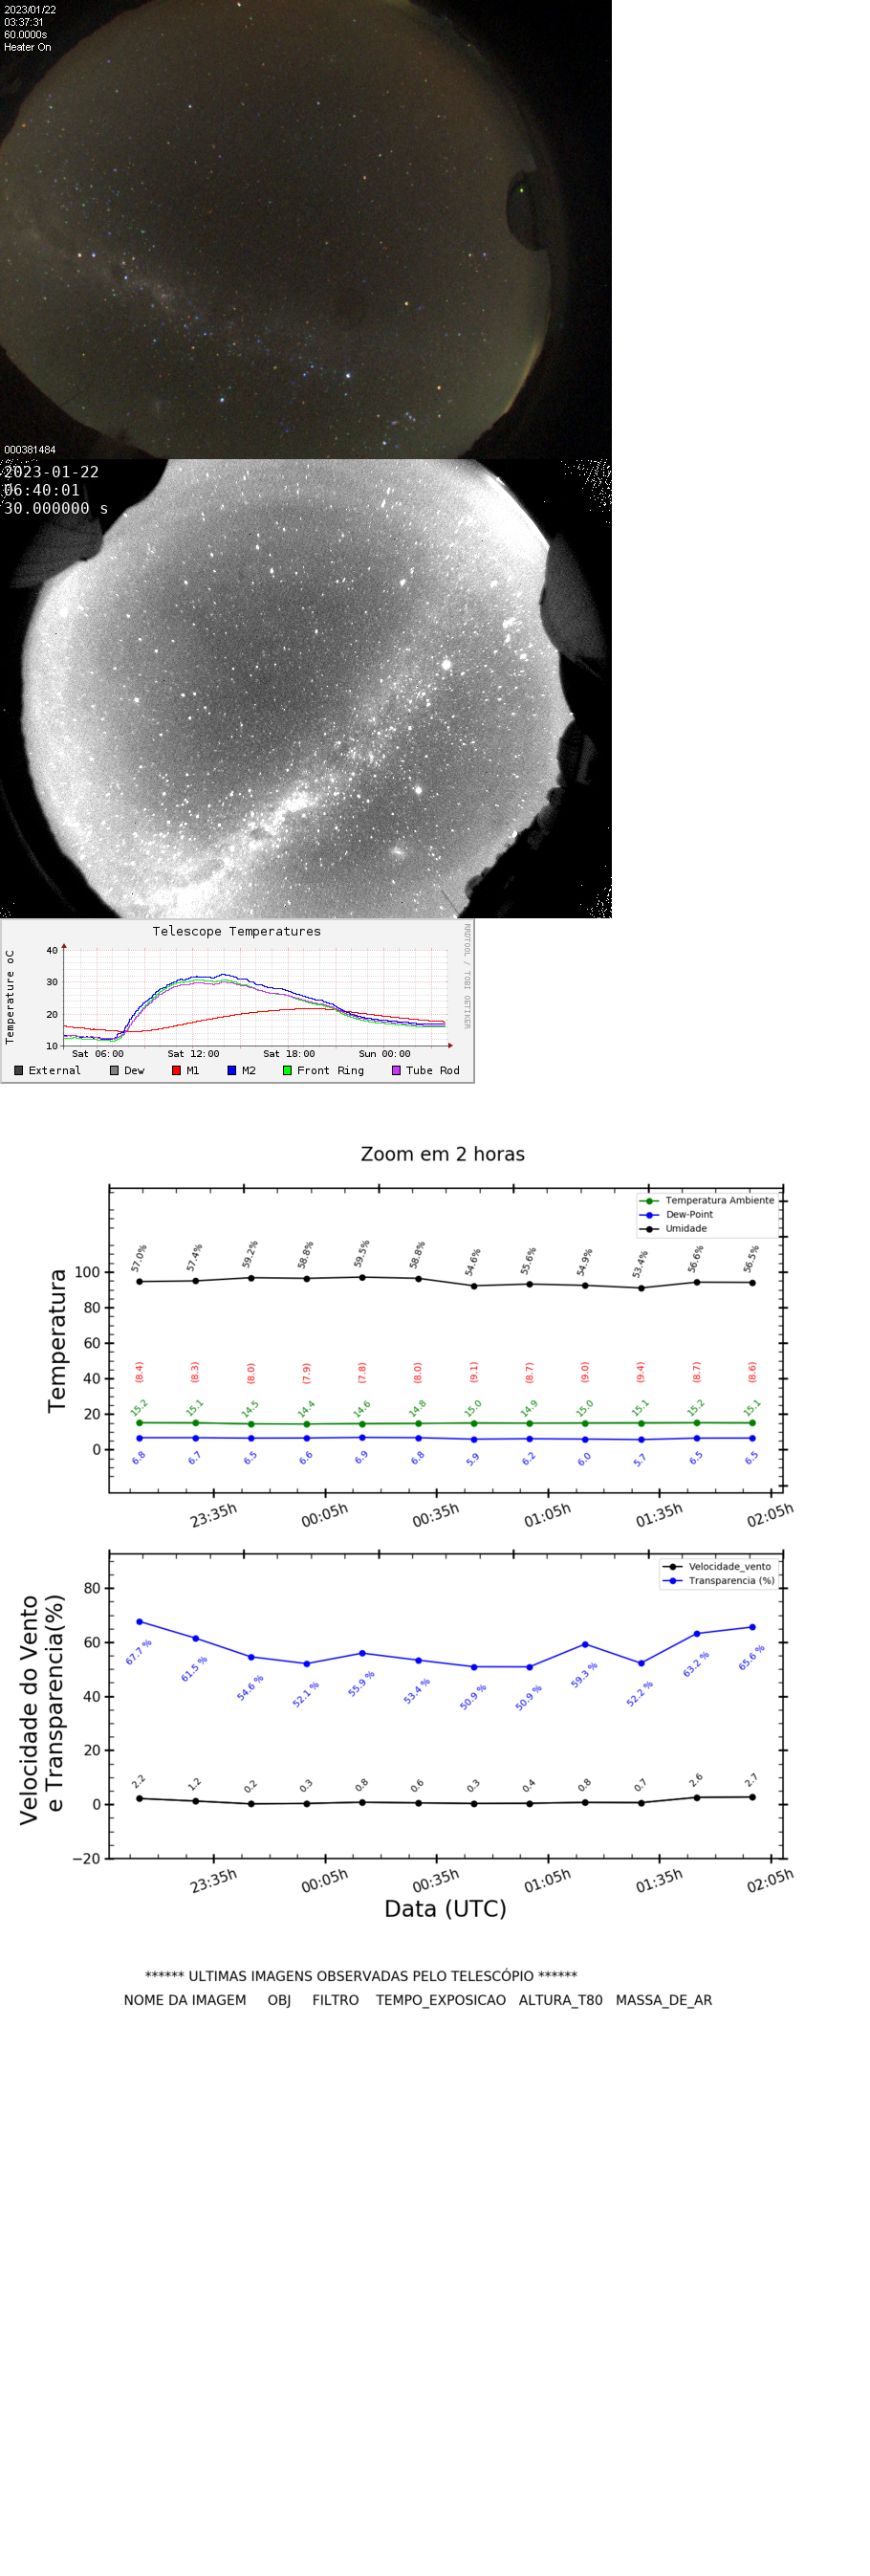 2023/01/22
03:37:31
60.0000s
Heater On
000381484
2023-01-22
06:40:01
30.000000 s
Telescope Temperatures
RRDTOOL / TOBI OETIKER
Temperature oC
40
30
20
10
Sat 06:00 Sat 12:00 Sat 18:00 Sun 00:00
External Dew M1 M2 Front Ring Tube Rod
Zoom em 2 horas
Temperatura Ambiente
Dew-Point
Umidade
57.0% 57.4% 59.2% 58.8% 59.5% 58.8% 54.6% 55.6% 54.9% 53.4% 56.6% 56.5%
Temperatura
100
80
60
40
20
0
(8.4) (8.3) (8.0) (7.9) (7.8) (8.0) (9.1) (8.7) (9.0) (9.4) (8.7) (8.6)
15.2 15.1 14.5 14.4 14.6 14.8 15.0 14.9 15.0 15.1 15.2 15.1
6.8 6.7 6.5 6.6 6.9 6.8 5.9 6.2 6.0 5.7 6.5 6.5
23:35h 00:05h 00:35h 01:05h 01:35h 02:05h
Velocidade_vento
Transparencia (%)
Velocidade do Vento
e Transparencia(%)
80
60
40
20
0
−20
67.7 % 61.5 % 54.6 % 52.1 % 55.9 % 53.4 % 50.9 % 50.9 % 59.3 % 52.2 % 63.2 % 65.6 %
2.2 1.2 0.2 0.3 0.8 0.6 0.3 0.4 0.8 0.7 2.6 2.7
23:35h 00:05h 00:35h 01:05h 01:35h 02:05h
Data (UTC)
****** ULTIMAS IMAGENS OBSERVADAS PELO TELESCÓPIO ******
NOME DA IMAGEM OBJ FILTRO TEMPO_EXPOSICAO ALTURA_T80 MASSA_DE_AR